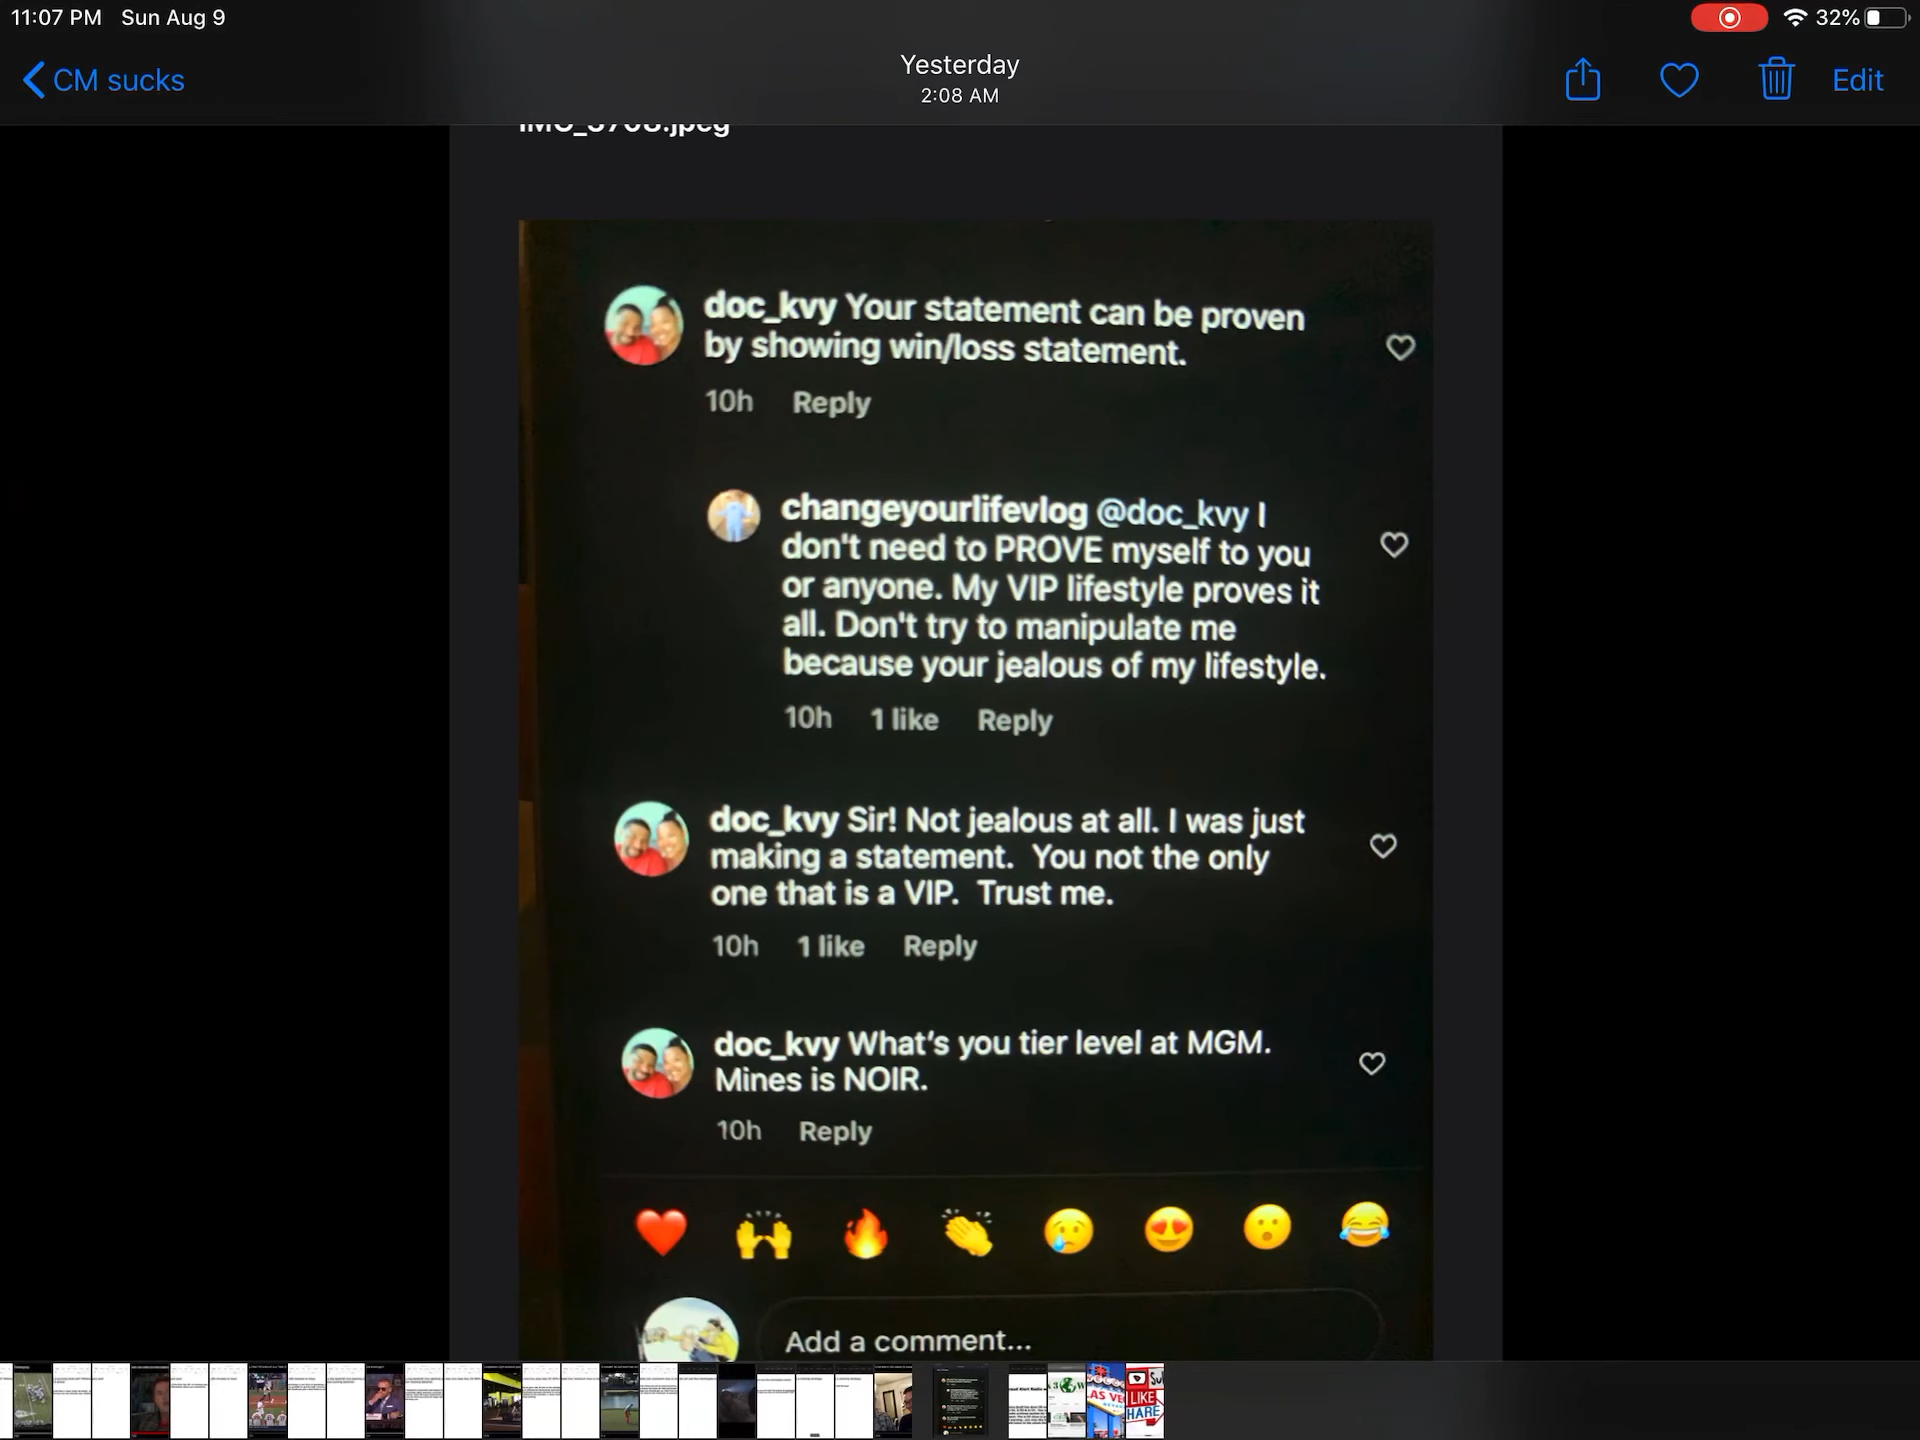 11:07 PM Sun Aug 9
32%
CM sucks
Yesterday
2:08 AM
Edit
doc_kvy Your statement can be proven
by showing win/loss statement.
10h Reply
changeyourlifevlog @doc_kvy I
don't need to PROVE myself to you
or anyone. My VIP lifestyle proves it
all. Don't try to manipulate me
because your jealous of my lifestyle.
10h 1 like Reply
doc_kvy Sir! Not jealous at all. I was just
making a statement. You not the only
one that is a VIP. Trust me.
10h 1 like Reply
doc_kvy What's you tier level at MGM.
Mines is NOIR.
10h Reply
Add a comment...
LIKE